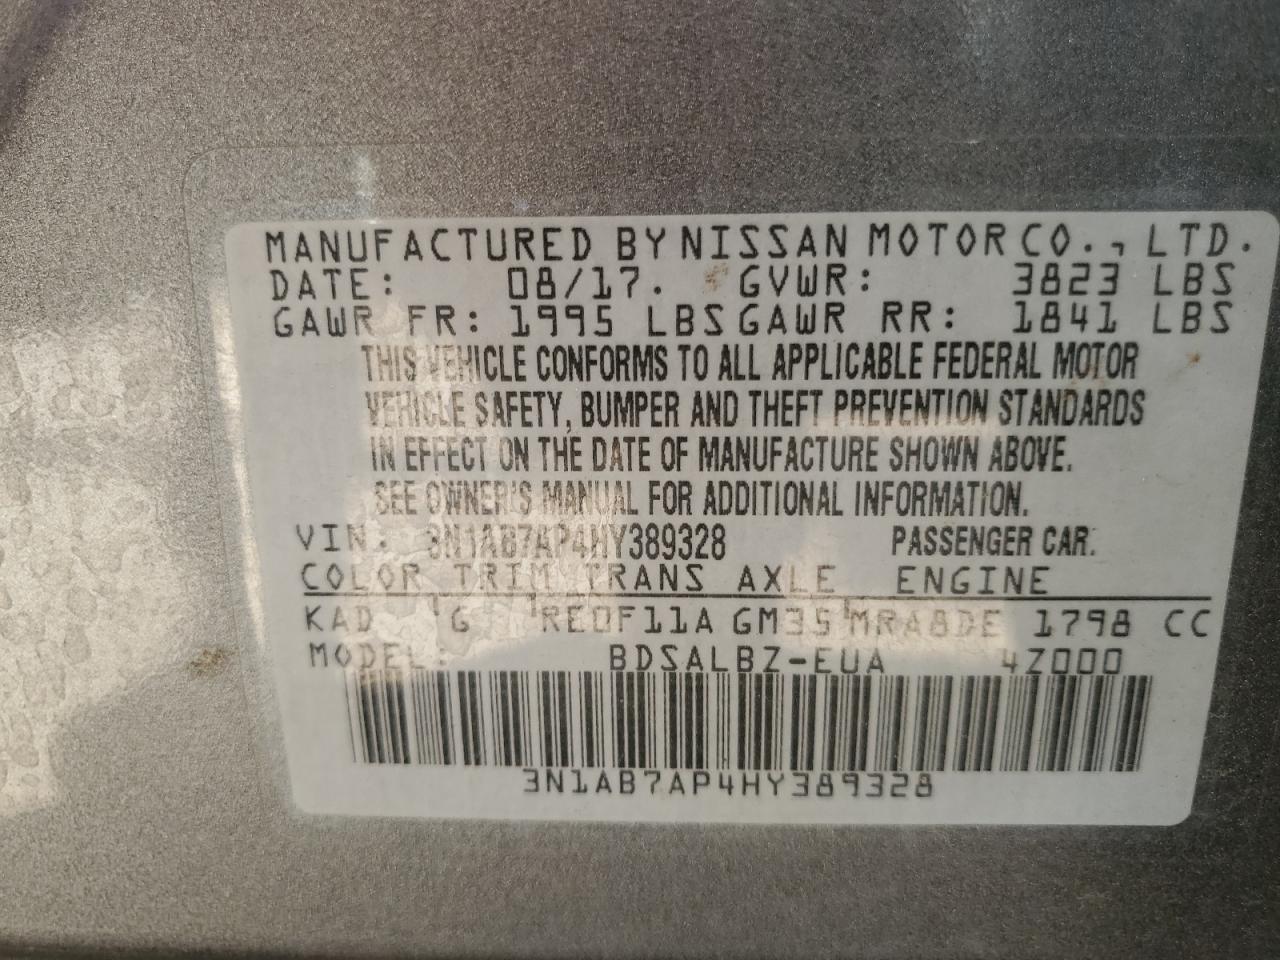 MANUFACTURED BY NISSAN MOTOR CO., LTD.
DATE: 08/17. GVWR: 3823 LBS
GAWR FR: 1995 LBS GAWR RR: 1841 LBS
THIS VEHICLE CONFORMS TO ALL APPLICABLE FEDERAL MOTOR
VEHICLE SAFETY, BUMPER AND THEFT PREVENTION STANDARDS
IN EFFECT ON THE DATE OF MANUFACTURE SHOWN ABOVE.
SEE OWNER'S MANUAL FOR ADDITIONAL INFORMATION.
VIN: 3N1AB7AP4HY389328 PASSENGER CAR.
COLOR TRIM TRANS AXLE ENGINE
KAD G RE0F11A GM35 MRA8DE 1798 CC
MODEL: BDSALBZ-EUA 4Z000
3N1AB7AP4HY389328